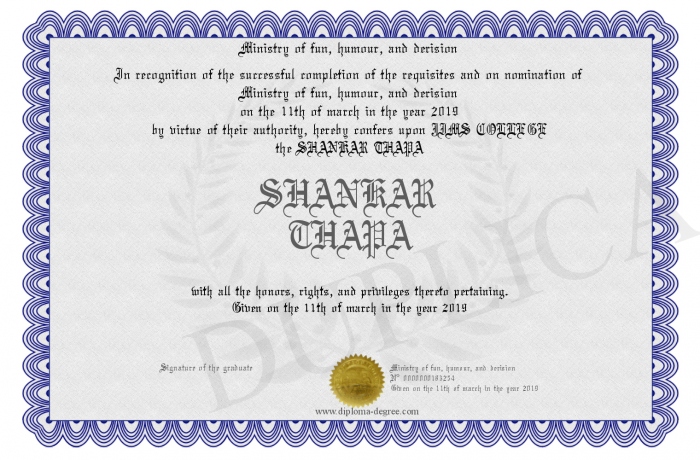 Ministry of fun, humour, and derision
In recognition of the successful completion of the requisites and on nomination of
Ministry of fun, humour, and derision
on the 11th of march in the year 2019
by virtue of their authority, hereby confers upon IIMS COLLEGE
the SHANKAR THAPA
SHANKAR
THAPA
with all the honors, rights, and privileges thereto pertaining.
Given on the 11th of march in the year 2019
DUPLICA
Signature of the graduate
Ministry of fun, humour, and derision
N° 0000000183254
Given on the 11th of march in the year 2019
www.diploma-degree.com